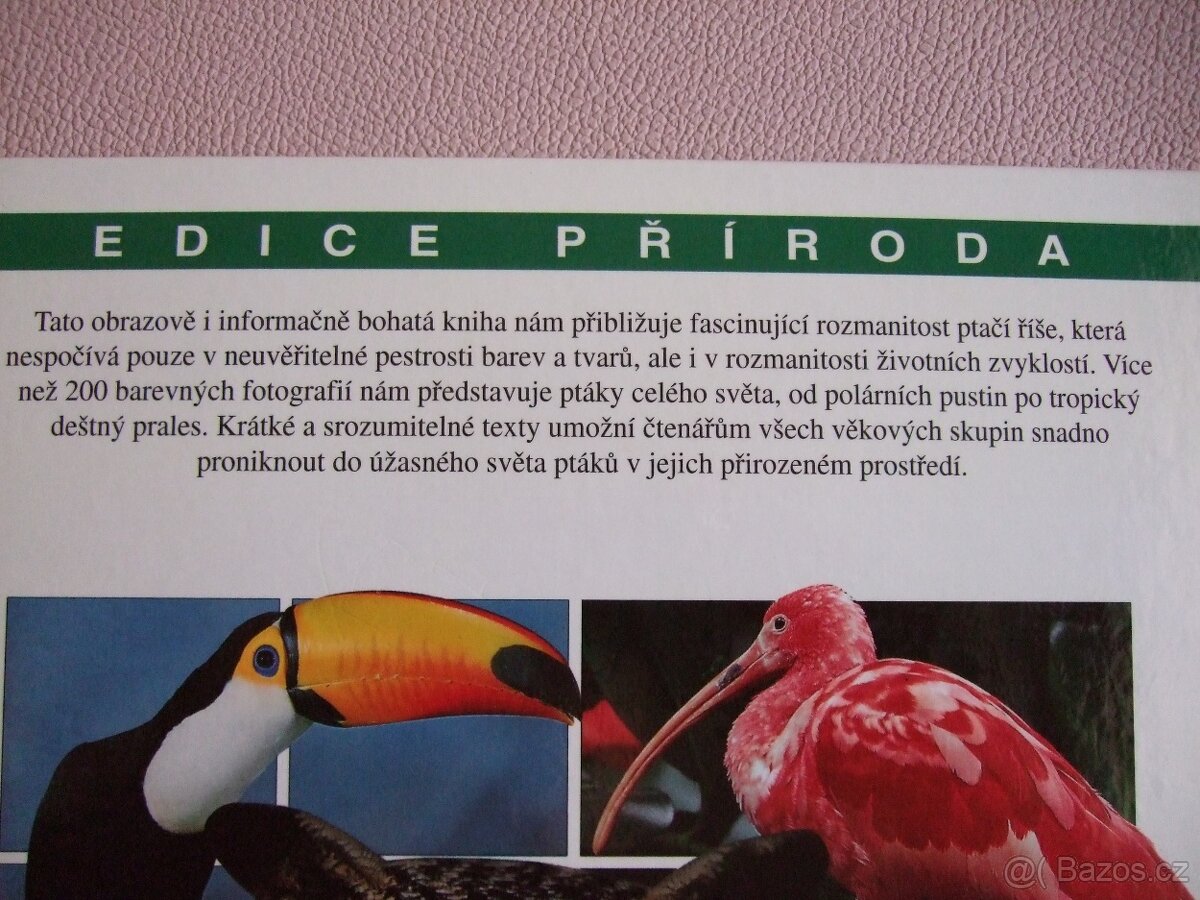 EDICE PŘÍRODA
Tato obrazově i informačně bohatá kniha nám přibližuje fascinující rozmanitost ptačí říše, která
nespočívá pouze v neuvěřitelné pestrosti barev a tvarů, ale i v rozmanitosti životních zvyklostí. Více
než 200 barevných fotografií nám představuje ptáky celého světa, od polárních pustin po tropický
deštný prales. Krátké a srozumitelné texty umožní čtenářům všech věkových skupin snadno
proniknout do úžasného světa ptáků v jejich přirozeném prostředí.
@( Bazos.cz